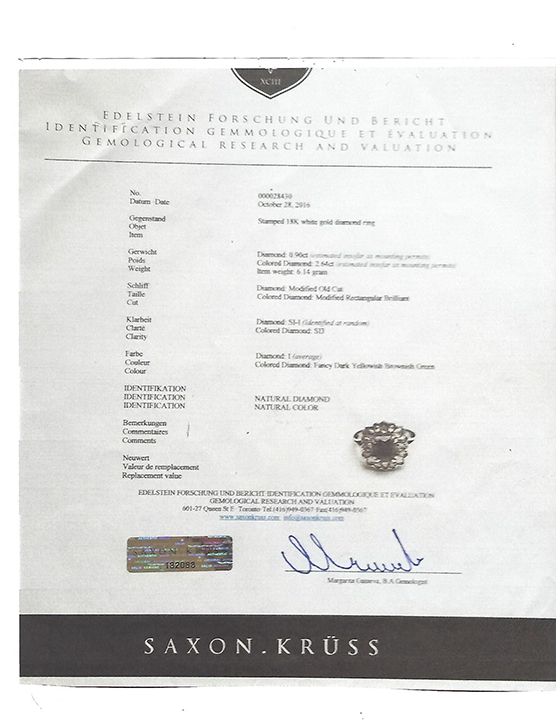 XCIII
EDELSTEIN FORSCHUNG UND BERICHT
IDENTIFICATION GEMMOLOGIQUE ET ÉVALUATION
GEMOLOGICAL RESEARCH AND VALUATION
No. 000028430
Datum · Date October 28, 2016
Gegenstand Stamped 18K white gold diamond ring
Objet
Item
Gerwicht Diamond: 0.90ct (estimated insofar as mounting permits)
Poids Colored Diamond: 2.64ct (estimated insofar as mounting permits)
Weight Item weight: 6.14 gram
Schliff Diamond: Modified Old Cut
Taille Colored Diamond: Modified Rectangular Brilliant
Cut
Klarheit Diamond: SI-I (Identified at random)
Clarté Colored Diamond: SI3
Clarity
Farbe Diamond: I (average)
Couleur Colored Diamond: Fancy Dark Yellowish Brownish Green
Colour
IDENTIFIKATION
IDENTIFICATION NATURAL DIAMOND
IDENTIFICATION NATURAL COLOR
Bemerkungen
Commentaires
Comments
Neuwert
Valeur de remplacement
Replacement value
EDELSTEIN FORSCHUNG UND BERICHT·IDENTIFICATION GEMMOLOGIQUE ET ÉVALUATION
GEMOLOGICAL RESEARCH AND VALUATION
601-27 Queen St E · Toronto·Tel.(416)949-0367·Fax(416)949-0367
www.saxonkruss.com info@saxonkruss.com
182088
Margarita B.A.Gemologist
SAXON.KRÜSS